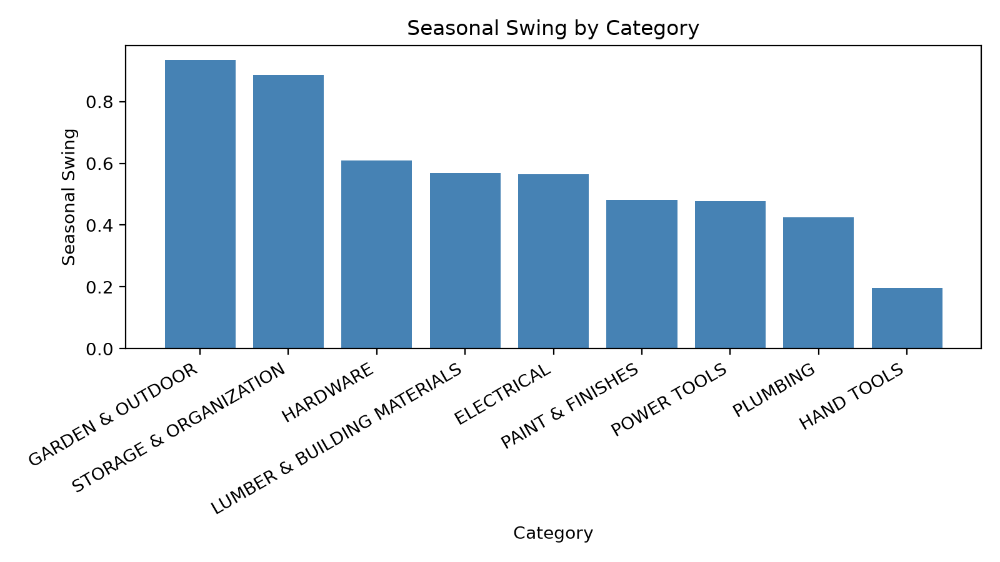 Seasonal Swing by Category
Seasonal Swing
0.8
0.6
0.4
0.2
0.0
GARDEN & OUTDOOR
STORAGE & ORGANIZATION
HARDWARE
LUMBER & BUILDING MATERIALS
ELECTRICAL
PAINT & FINISHES
POWER TOOLS
PLUMBING
HAND TOOLS
Category